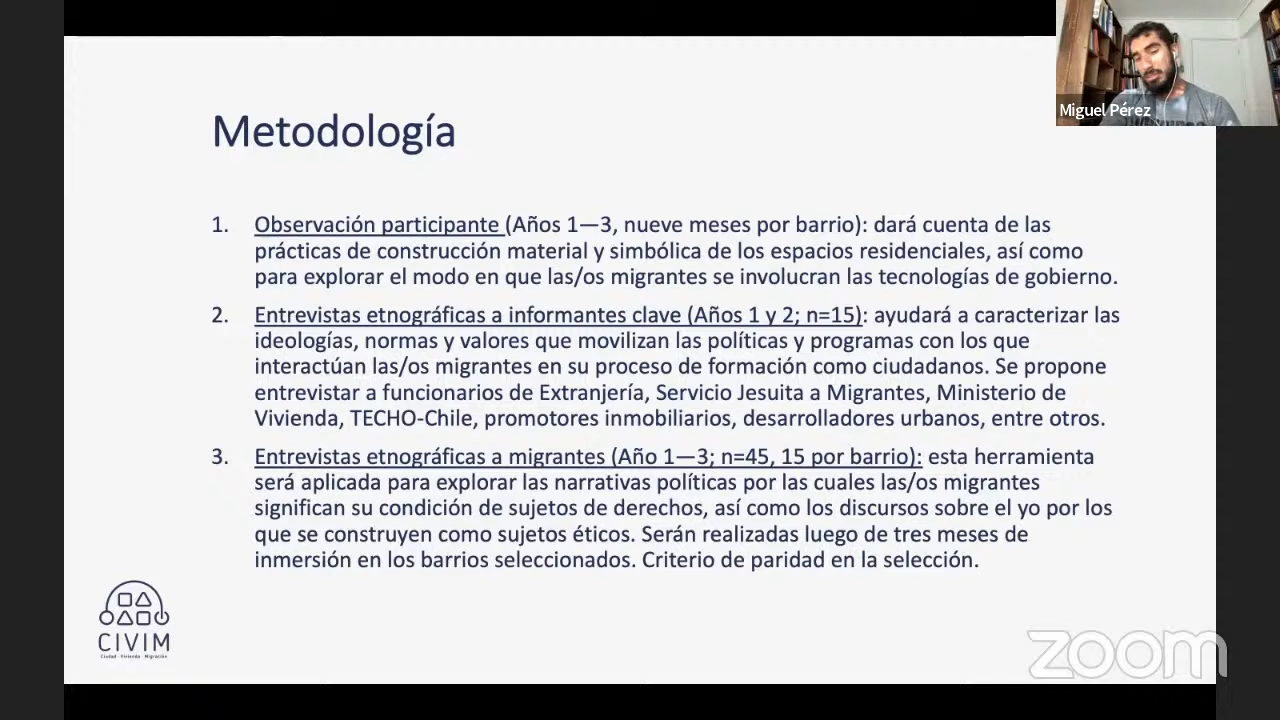 Miguel Pérez
Metodología
1. Observación participante (Años 1—3, nueve meses por barrio): dará cuenta de las
prácticas de construcción material y simbólica de los espacios residenciales, así como
para explorar el modo en que las/os migrantes se involucran las tecnologías de gobierno.
2. Entrevistas etnográficas a informantes clave (Años 1 y 2; n=15): ayudará a caracterizar las
ideologías, normas y valores que movilizan las políticas y programas con los que
interactúan las/os migrantes en su proceso de formación como ciudadanos. Se propone
entrevistar a funcionarios de Extranjería, Servicio Jesuita a Migrantes, Ministerio de
Vivienda, TECHO-Chile, promotores inmobiliarios, desarrolladores urbanos, entre otros.
3. Entrevistas etnográficas a migrantes (Año 1—3; n=45, 15 por barrio): esta herramienta
será aplicada para explorar las narrativas políticas por las cuales las/os migrantes
significan su condición de sujetos de derechos, así como los discursos sobre el yo por los
que se construyen como sujetos éticos. Serán realizadas luego de tres meses de
inmersión en los barrios seleccionados. Criterio de paridad en la selección.
CIVIM
Ciudad · Vivienda · Migración
zoom